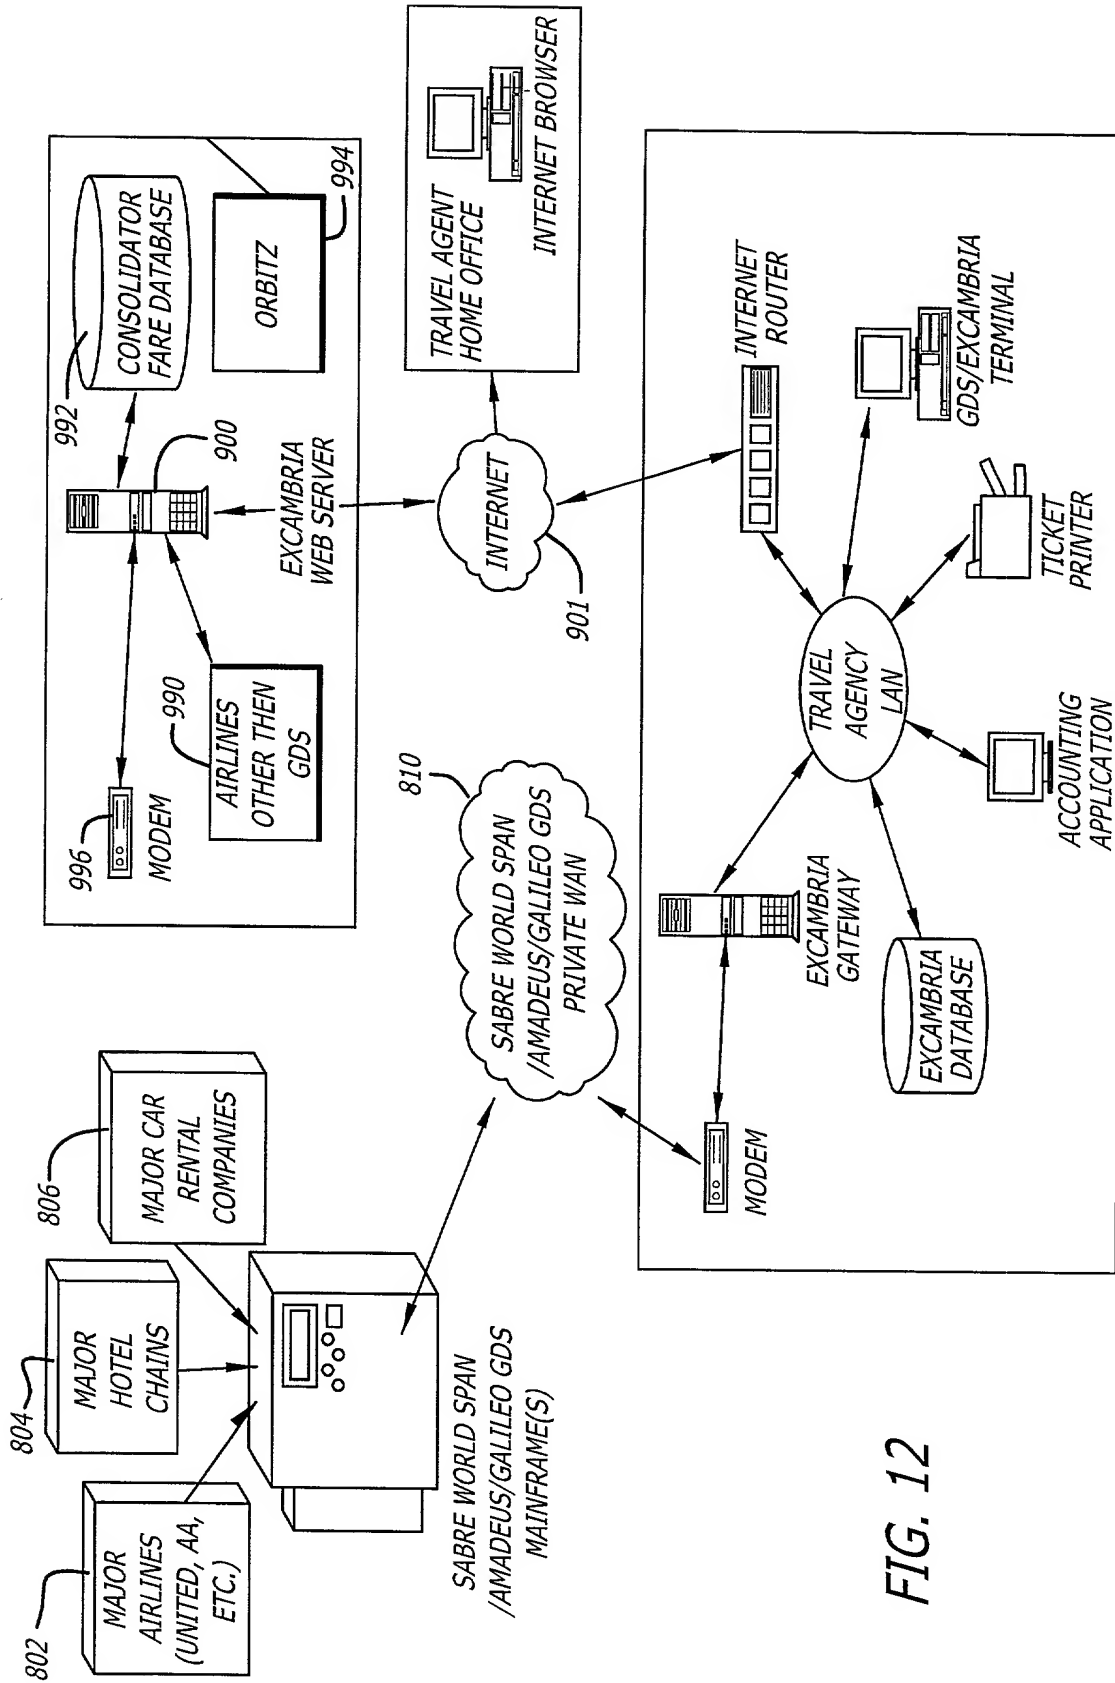 802
MAJOR
AIRLINES
(UNITED, AA,
ETC.)
804
MAJOR
HOTEL
CHAINS
806
MAJOR CAR
RENTAL
COMPANIES
SABRE WORLD SPAN
/AMADEUS/GALILEO GDS
MAINFRAME(S)
810
SABRE WORLD SPAN
/AMADEUS/GALILEO GDS
PRIVATE WAN
996
MODEM
990
AIRLINES
OTHER THEN
GDS
900
EXCAMBRIA
WEB SERVER
992
CONSOLIDATOR
FARE DATABASE
ORBITZ
994
INTERNET
901
TRAVEL AGENT
HOME OFFICE
INTERNET BROWSER
MODEM
EXCAMBRIA
GATEWAY
EXCAMBRIA
DATABASE
TRAVEL
AGENCY
LAN
INTERNET
ROUTER
GDS/EXCAMBRIA
TERMINAL
TICKET
PRINTER
ACCOUNTING
APPLICATION
FIG. 12